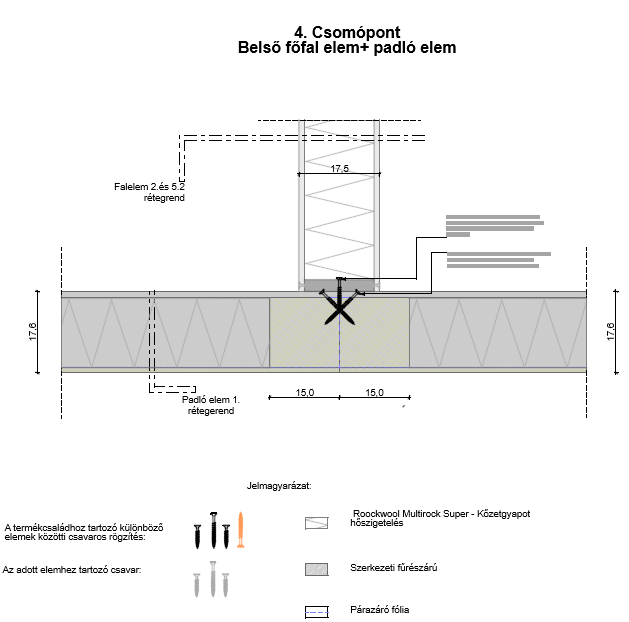 4. Csomópont
Belső főfal elem+ padló elem
17,5
Falelem 2.és 5.2
rétegrend
17,6
17,6
15,0
15,0
Padló elem 1.
rétegerend
Jelmagyarázat:
A termékcsaládhoz tartozó különböző
elemek közötti csavaros rögzítés:
Az adott elemhez tartozó csavar:
Roockwool Multirock Super - Kőzetgyapot
hőszigetelés
Szerkezeti fűrészárú
Párazáró fólia